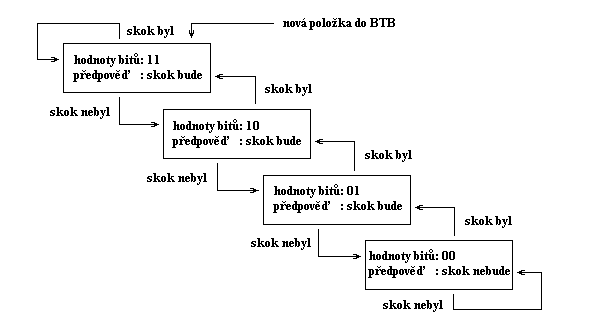 skok byl
nová položka do BTB
hodnoty bitů: 11
předpověď : skok bude
skok nebyl
skok byl
hodnoty bitů: 10
předpověď : skok bude
skok nebyl
skok byl
hodnoty bitů: 01
předpověď : skok bude
skok nebyl
skok byl
hodnoty bitů: 00
předpověď : skok nebude
skok nebyl